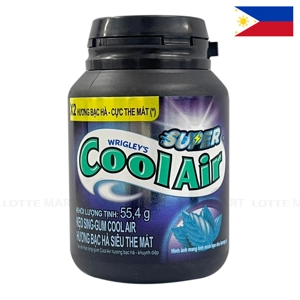 X2 HƯƠNG BẠC HÀ - CỰC THE MÁT (*)
WRIGLEY'S
SUPER
CoolAir
LOTTE MART
KHỐI LƯỢNG TỊNH: 55,4 g
KẸO SING-GUM COOL AIR
HƯƠNG BẠC HÀ SIÊU THE MÁT